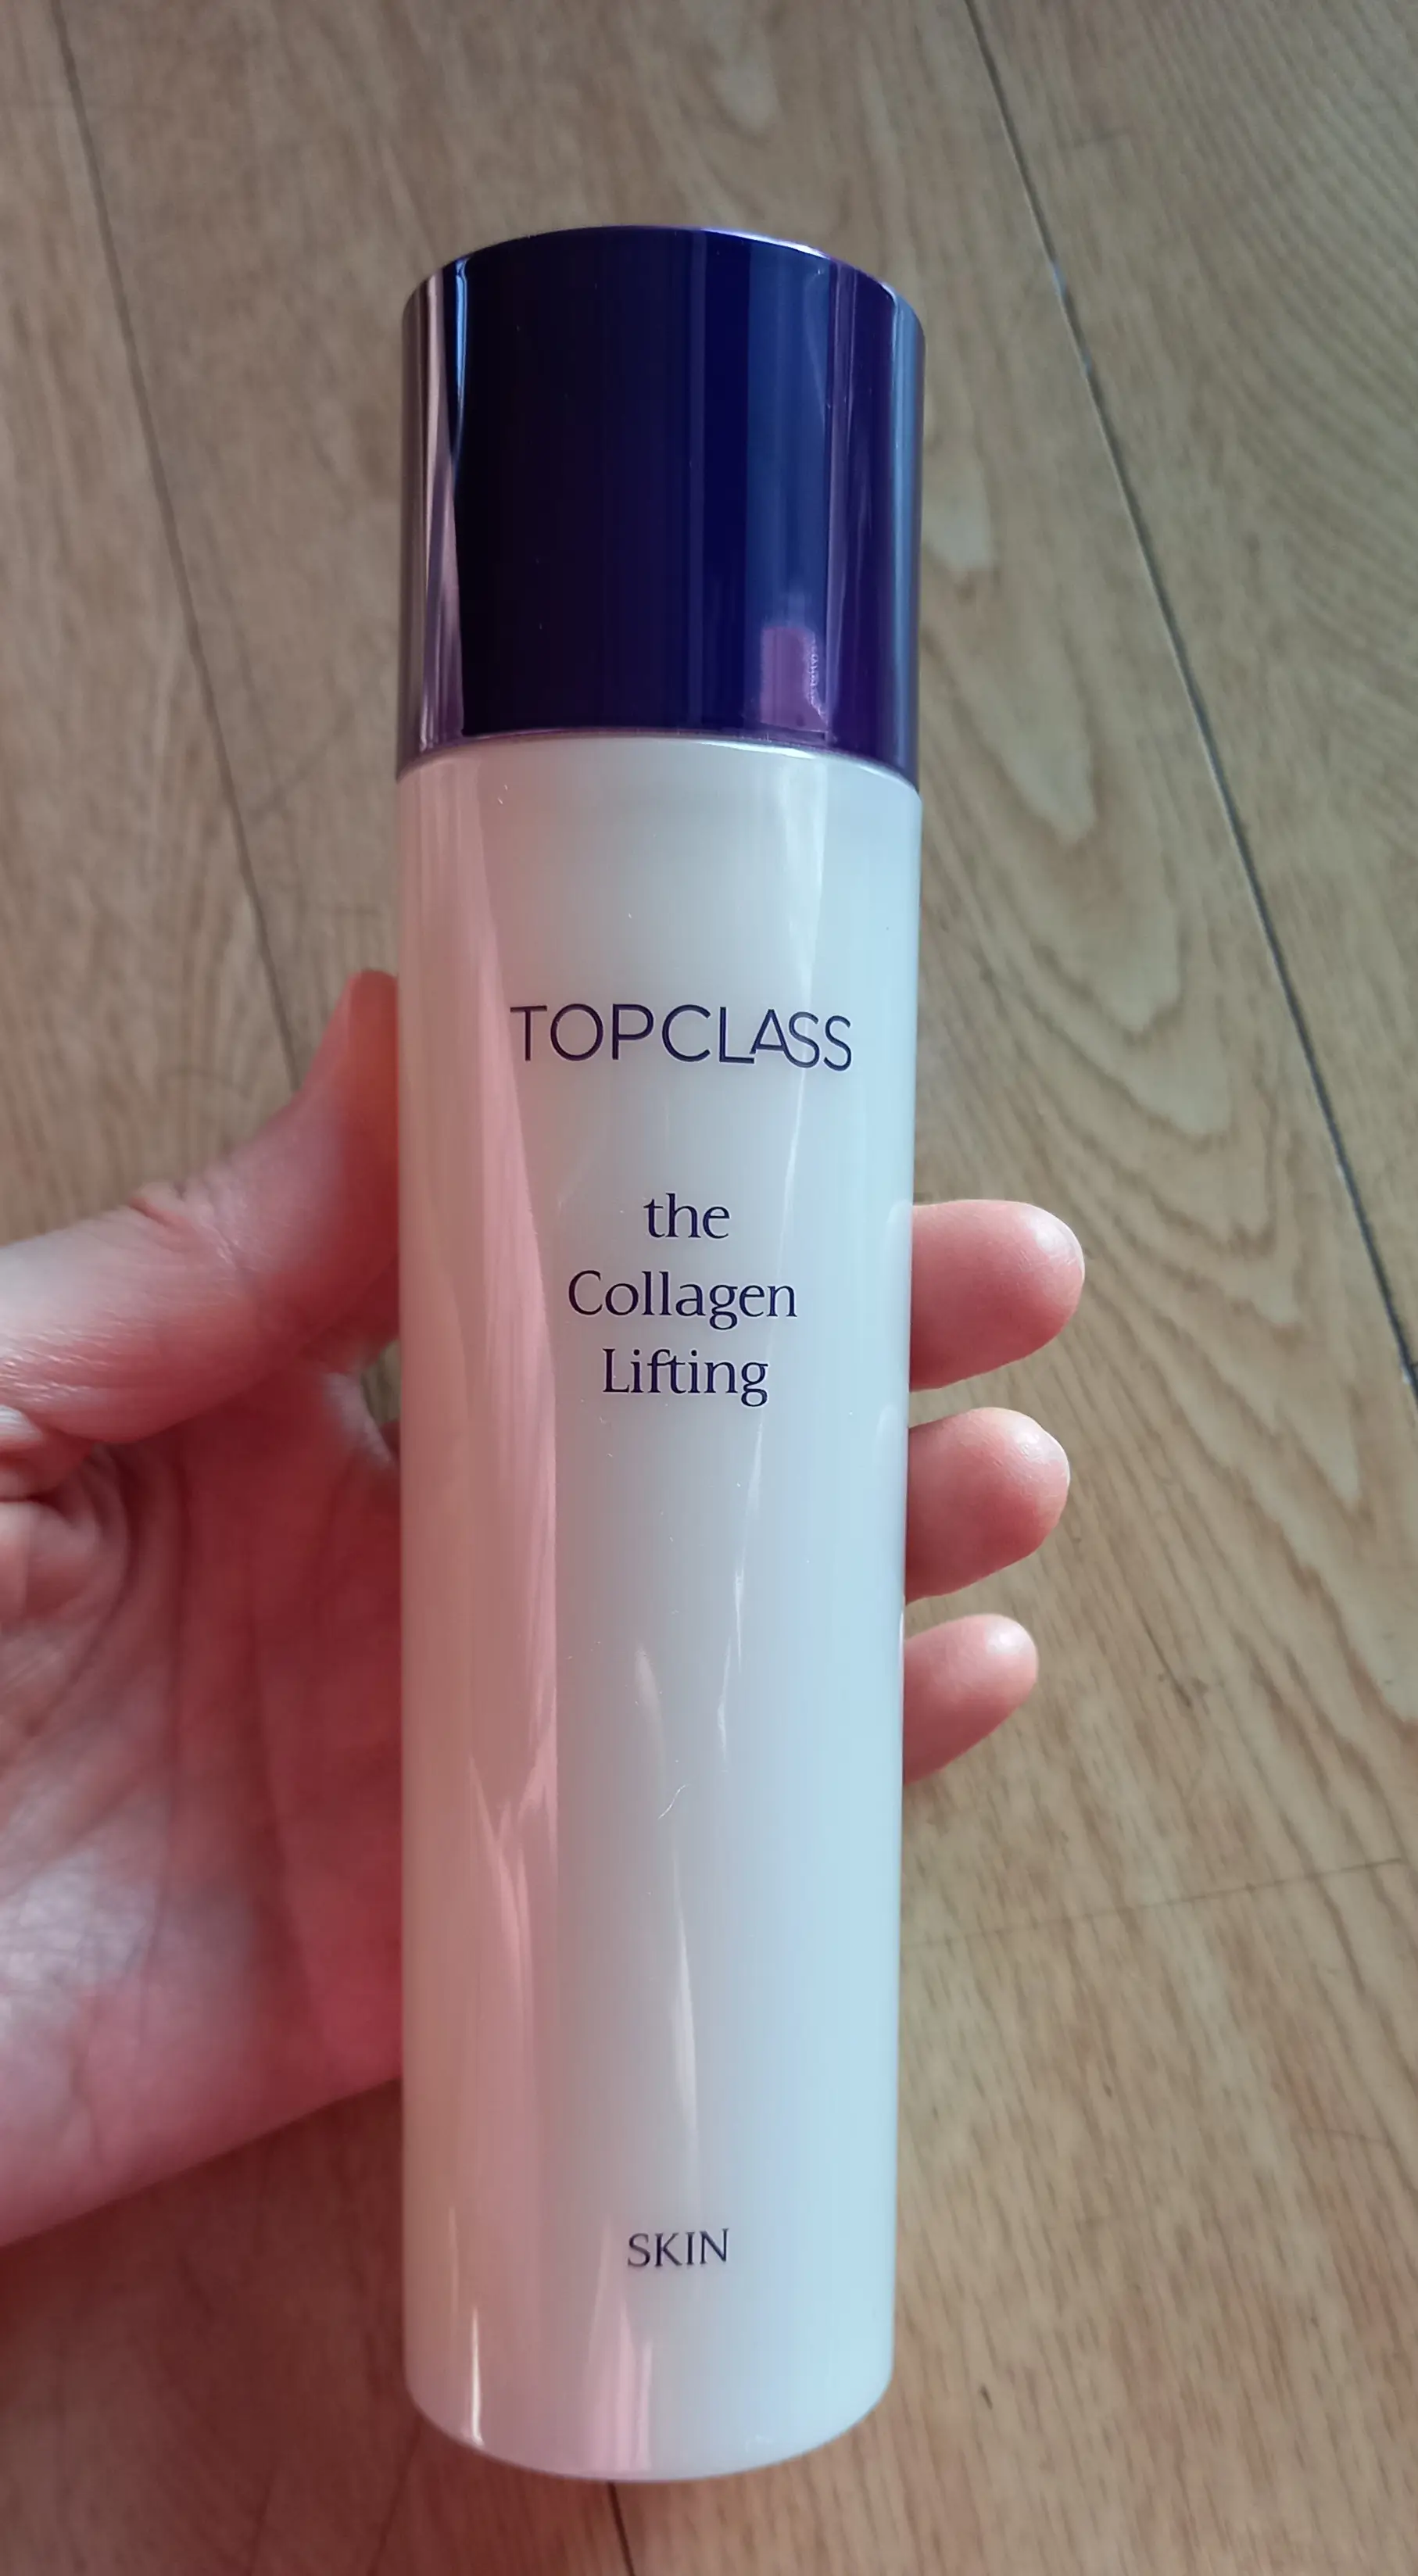 TOPCLASS
the
Collagen
Lifting
SKIN